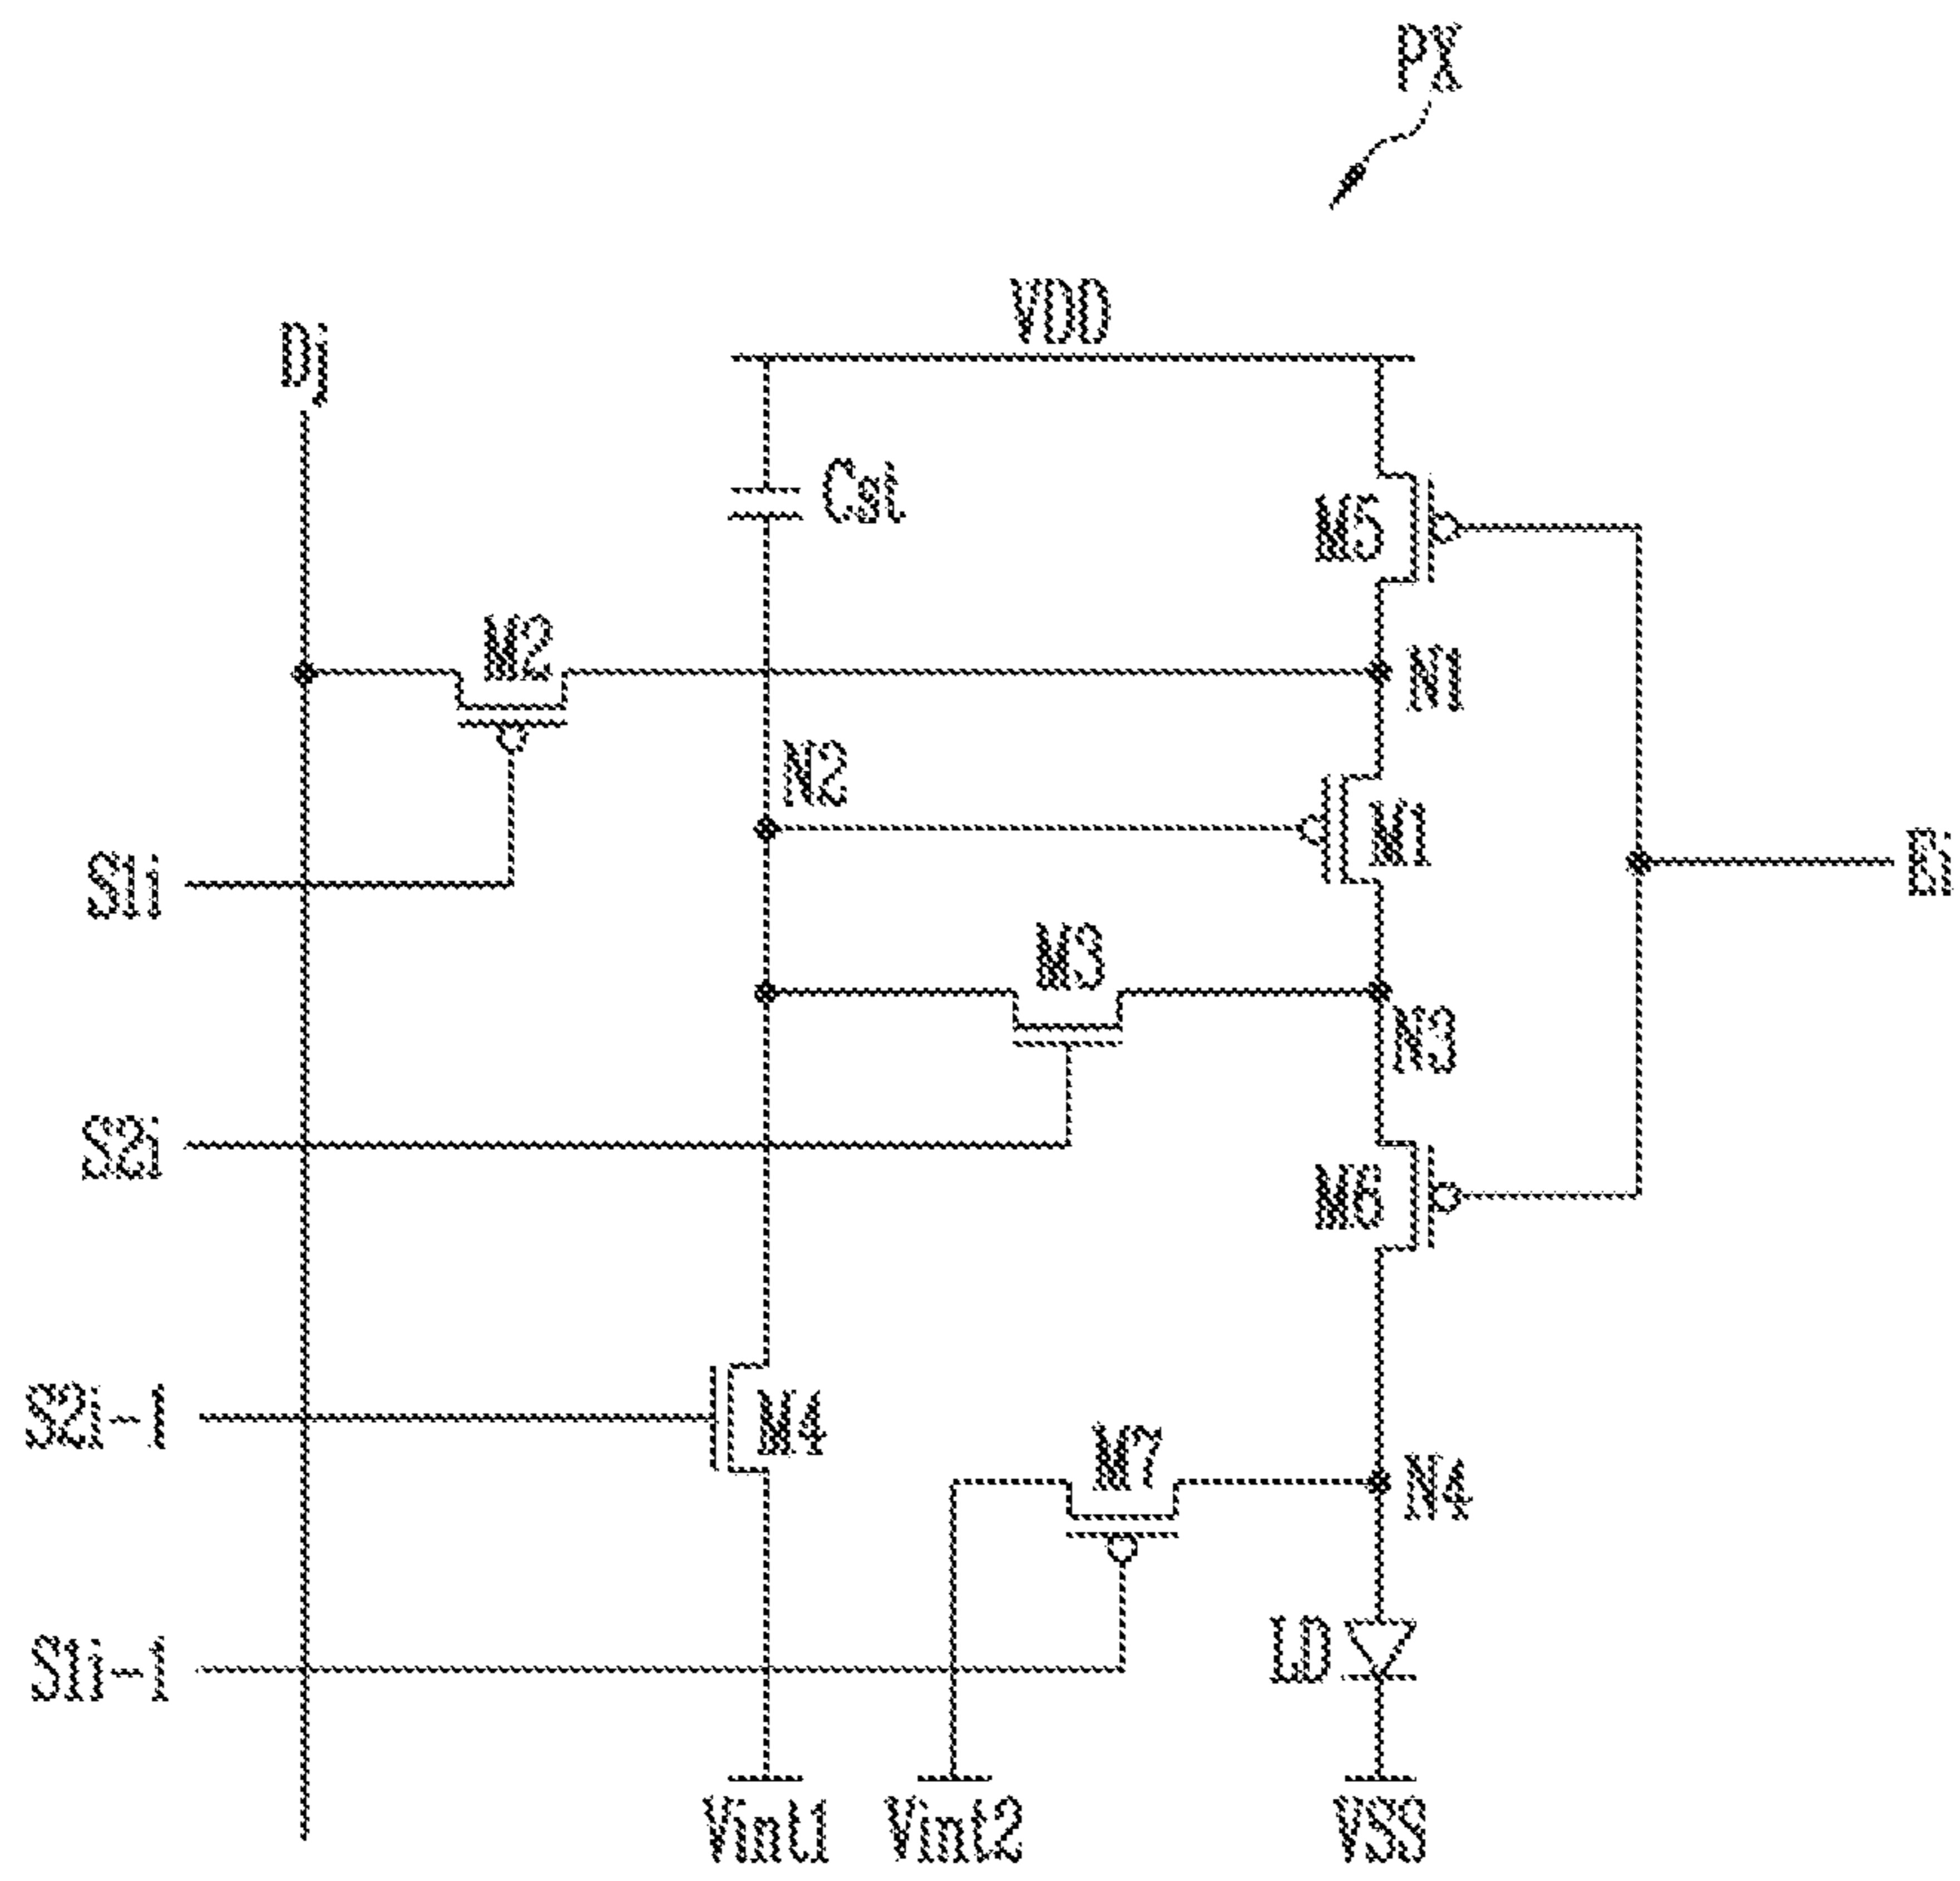 PX
VDD
Dj
Cst
M5
M2
N1
N2
M1
S1i
Ei
M3
N3
S2i
M6
S2i-1
M4
M7
N4
S1i-1
LD
Vint1
Vint2
VSS